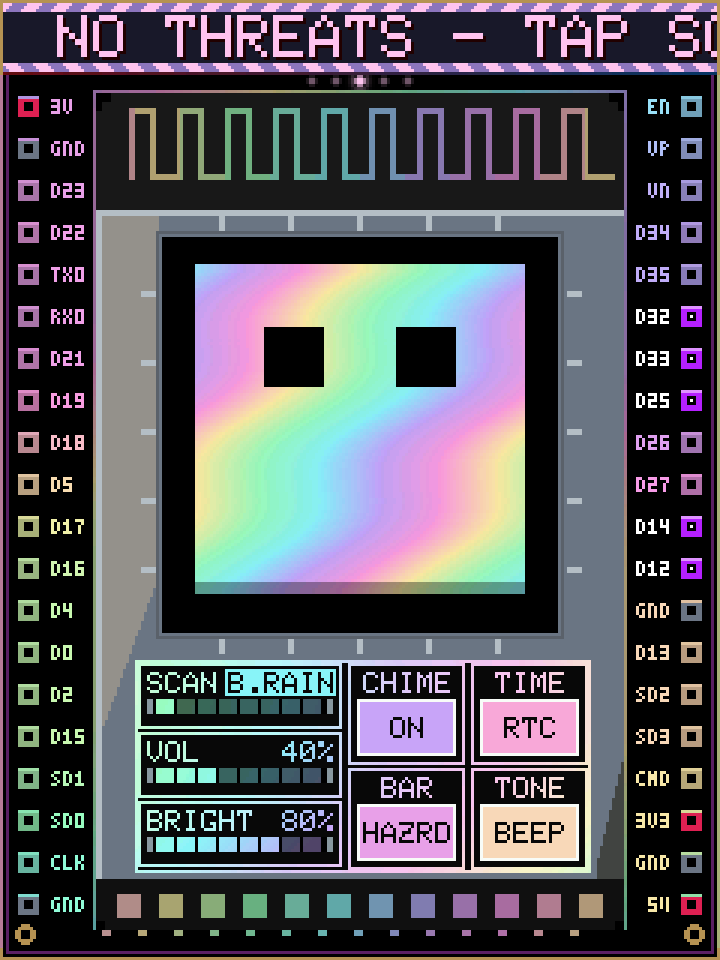 NO THREATS - TAP
3V
GND
D23
D22
TX0
RX0
D21
D19
D18
D5
D17
D16
D4
D0
D2
D15
SD1
SD0
CLK
GND
EN
VP
VN
D34
D35
D32
D33
D25
D26
D27
D14
D12
GND
D13
SD2
SD3
CMD
3V3
GND
5V
SCAN B.RAIN
VOL 40%
BRIGHT 80%
CHIME
ON
TIME
RTC
BAR
HAZRD
TONE
BEEP